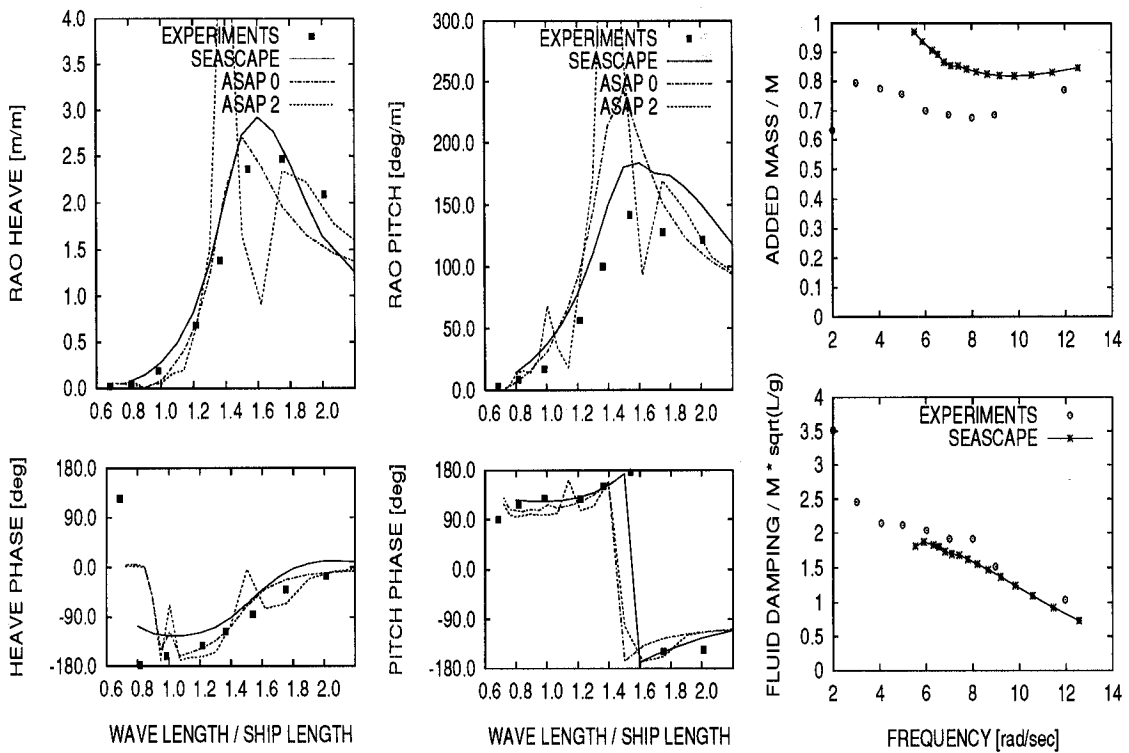 RAO HEAVE [m/m]
4.0
3.5
3.0
2.5
2.0
1.5
1.0
0.5
0.0
EXPERIMENTS
SEASCAPE
ASAP 0
ASAP 2
0.6 0.8 1.0 1.2 1.4 1.6 1.8 2.0
RAO PITCH [deg/m]
300.0
250.0
200.0
150.0
100.0
50.0
0.0
EXPERIMENTS
SEASCAPE
ASAP 0
ASAP 2
0.6 0.8 1.0 1.2 1.4 1.6 1.8 2.0
ADDED MASS / M
1
0.9
0.8
0.7
0.6
0.5
0.4
0.3
0.2
0.1
0
2 4 6 8 10 12 14
HEAVE PHASE [deg]
180.0
90.0
0.0
-90.0
-180.0
0.6 0.8 1.0 1.2 1.4 1.6 1.8 2.0
WAVE LENGTH / SHIP LENGTH
PITCH PHASE [deg]
180.0
90.0
0.0
-90.0
-180.0
0.6 0.8 1.0 1.2 1.4 1.6 1.8 2.0
WAVE LENGTH / SHIP LENGTH
FLUID DAMPING / M * sqrt(L/g)
4
3.5
3
2.5
2
1.5
1
0.5
0
EXPERIMENTS
SEASCAPE
2 4 6 8 10 12 14
FREQUENCY [rad/sec]